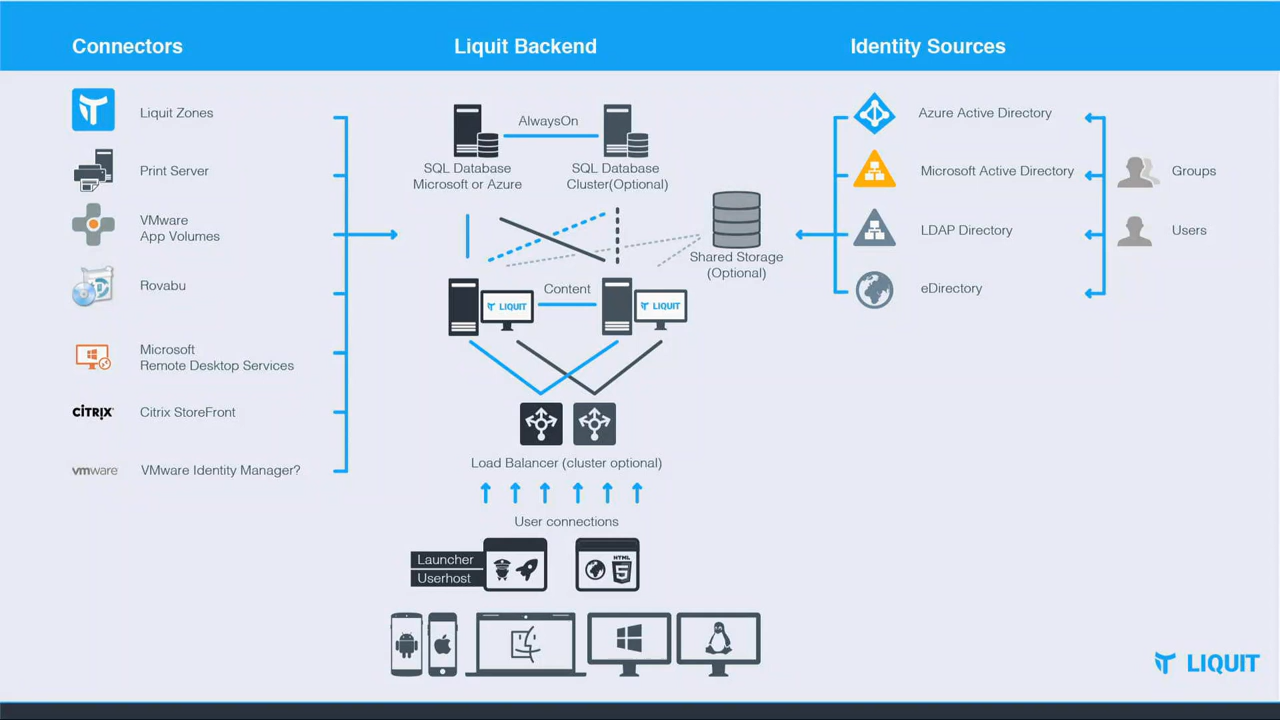 Connectors
Liquit Backend
Identity Sources
Liquit Zones
Print Server
VMware
App Volumes
Rovabu
Microsoft
Remote Desktop Services
CITRIX
Citrix StoreFront
vmware
VMware Identity Manager?
AlwaysOn
SQL Database
Microsoft or Azure
SQL Database
Cluster(Optional)
Shared Storage
(Optional)
Content
LIQUIT
LIQUIT
Load Balancer (cluster optional)
User connections
Launcher
Userhost
HTML
5
Azure Active Directory
Microsoft Active Directory
LDAP Directory
eDirectory
Groups
Users
LIQUIT